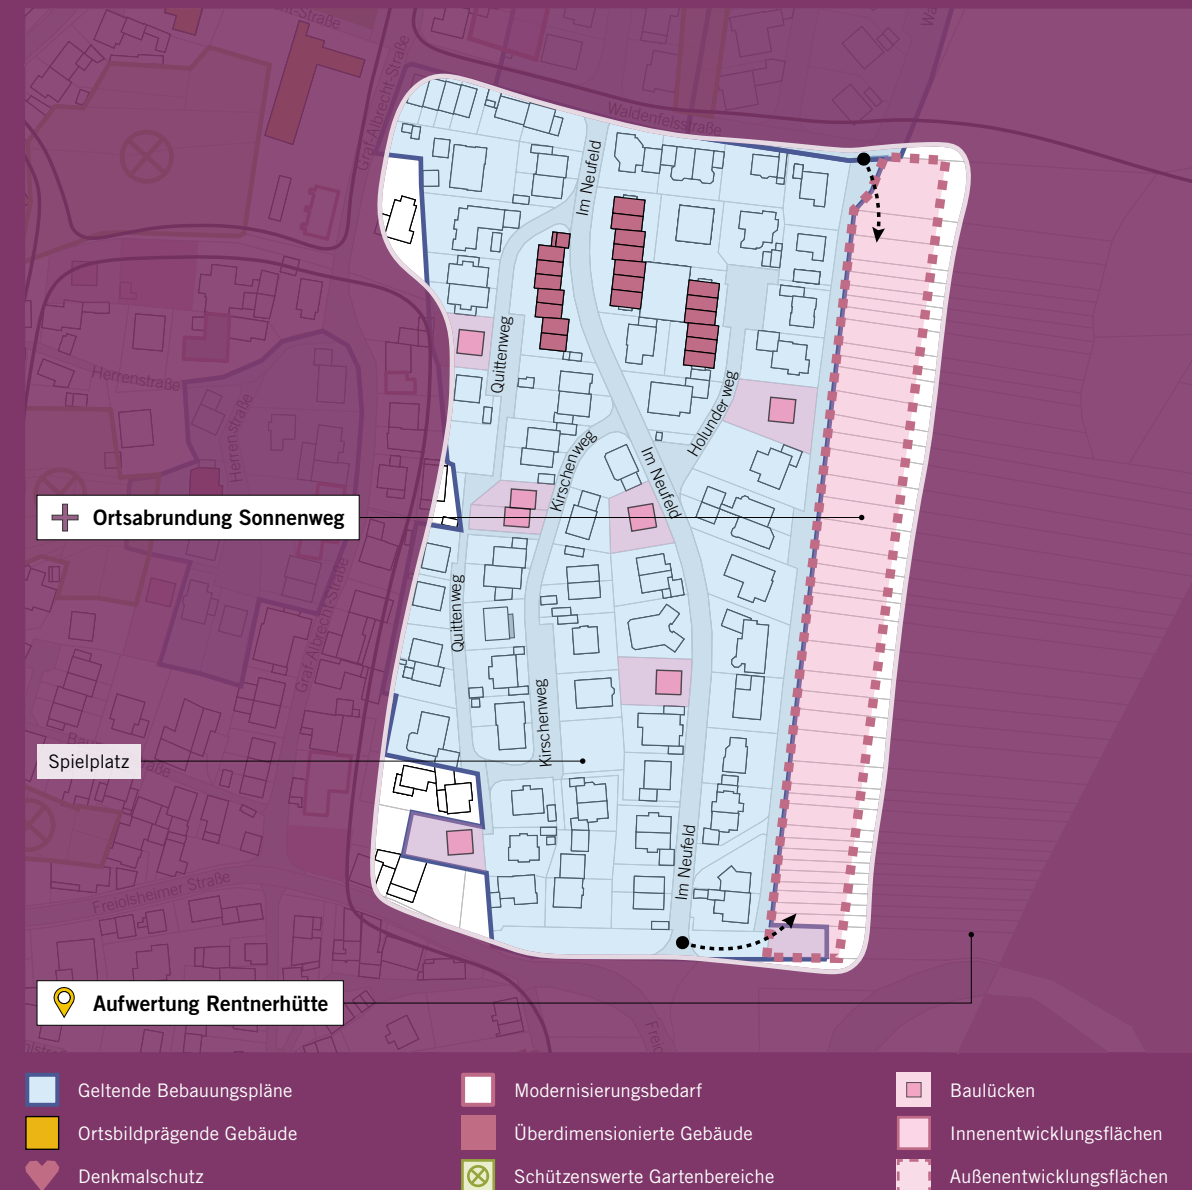 Graf-Albrecht-Straße
Waldenfelsstraße
Im Neufeld
Quittenweg
Herrenstraße
Herrenstraße
Holunderweg
Kirschenweg
Im Neufeld
Ortsabrundung Sonnenweg
Quittenweg
Graf-Albrecht-Straße
Kirschenweg
Spielplatz
Im Neufeld
Freiolsheimer Straße
Aufwertung Rentnerhütte
Geltende Bebauungspläne
Modernisierungsbedarf
Baulücken
Ortsbildprägende Gebäude
Überdimensionierte Gebäude
Innenentwicklungsflächen
Denkmalschutz
Schützenswerte Gartenbereiche
Außenentwicklungsflächen